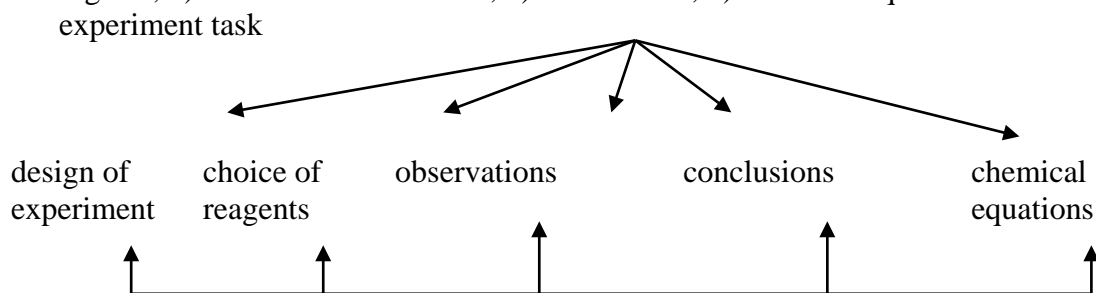 experiment task
design of choice of observations conclusions chemical
experiment reagents equations